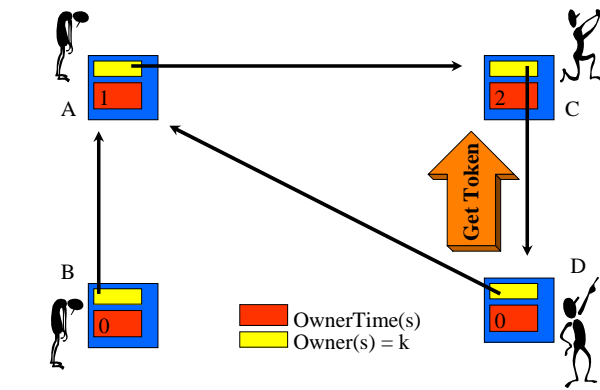 1
2
A
C
Get Token
B
D
0
0
OwnerTime(s)
Owner(s) = k